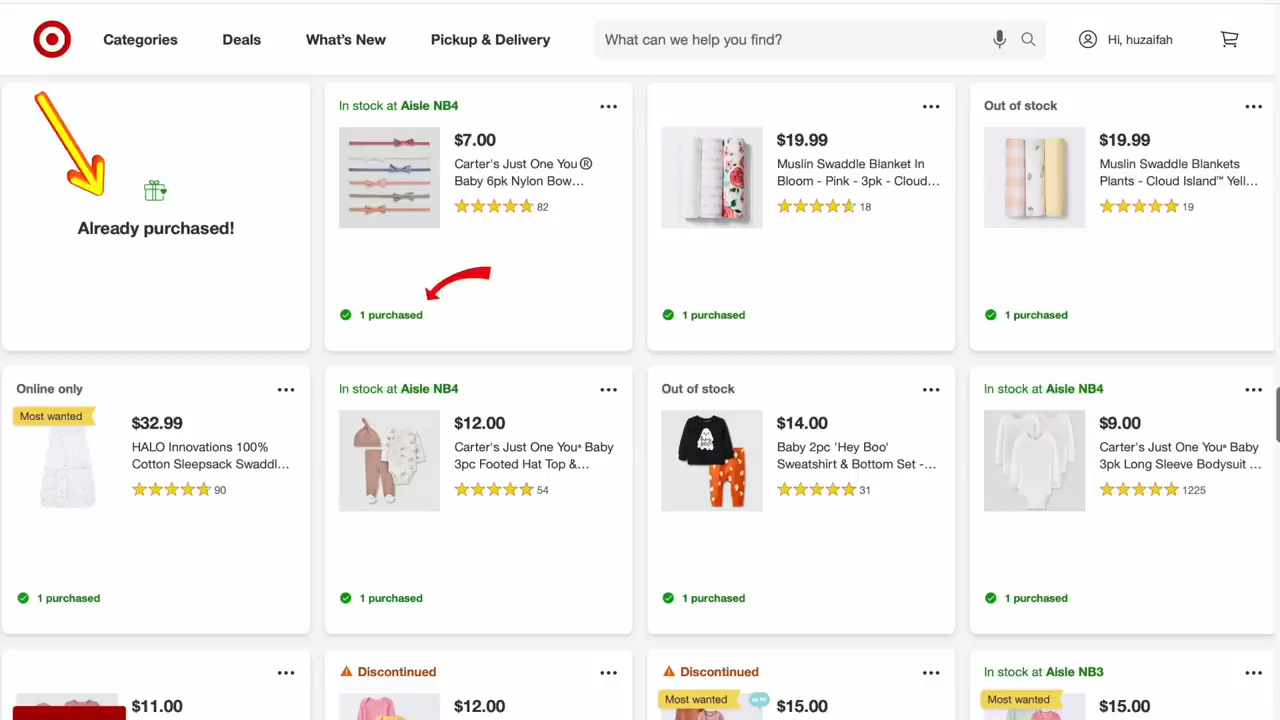 Categories
Deals
What's New
Pickup & Delivery
What can we help you find?
Hi, huzaifah
Already purchased!
In stock at Aisle NB4
$7.00
Carter's Just One You®
Baby 6pk Nylon Bow…
82
1 purchased
$19.99
Muslin Swaddle Blanket In
Bloom - Pink - 3pk - Cloud…
18
1 purchased
Out of stock
$19.99
Muslin Swaddle Blankets
Plants - Cloud Island™ Yell…
19
1 purchased
Online only
Most wanted
$32.99
HALO Innovations 100%
Cotton Sleepsack Swaddl…
90
1 purchased
In stock at Aisle NB4
$12.00
Carter's Just One You® Baby
3pc Footed Hat Top &…
54
1 purchased
Out of stock
$14.00
Baby 2pc 'Hey Boo'
Sweatshirt & Bottom Set -…
31
1 purchased
In stock at Aisle NB4
$9.00
Carter's Just One You® Baby
3pk Long Sleeve Bodysuit …
1225
1 purchased
$11.00
Discontinued
$12.00
Discontinued
Most wanted
$15.00
In stock at Aisle NB3
Most wanted
$15.00